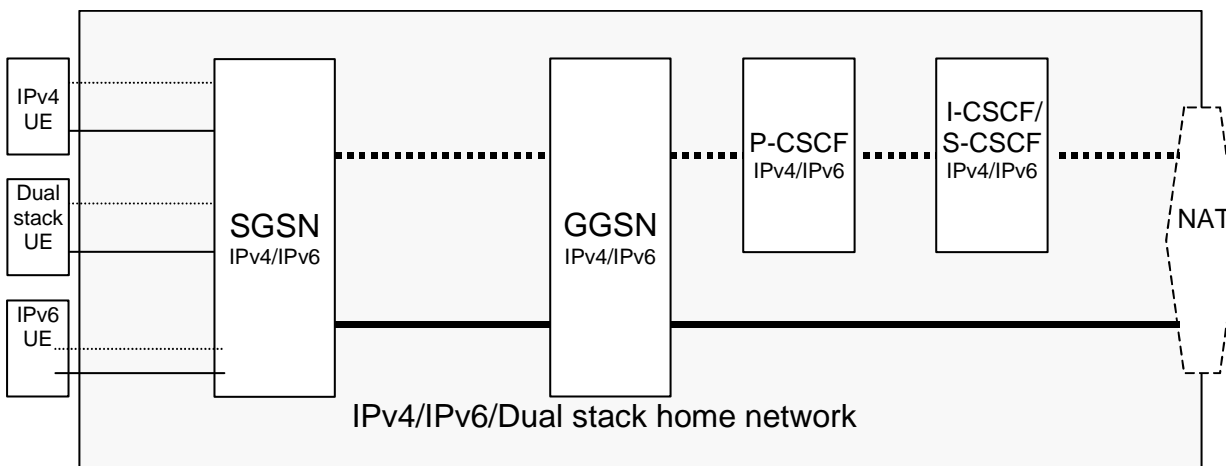 IPv4
UE
Dual
stack
UE
IPv6
UE
SGSN
IPv4/IPv6
GGSN
IPv4/IPv6
P-CSCF
IPv4/IPv6
I-CSCF/
S-CSCF
IPv4/IPv6
NAT
IPv4/IPv6/Dual stack home network